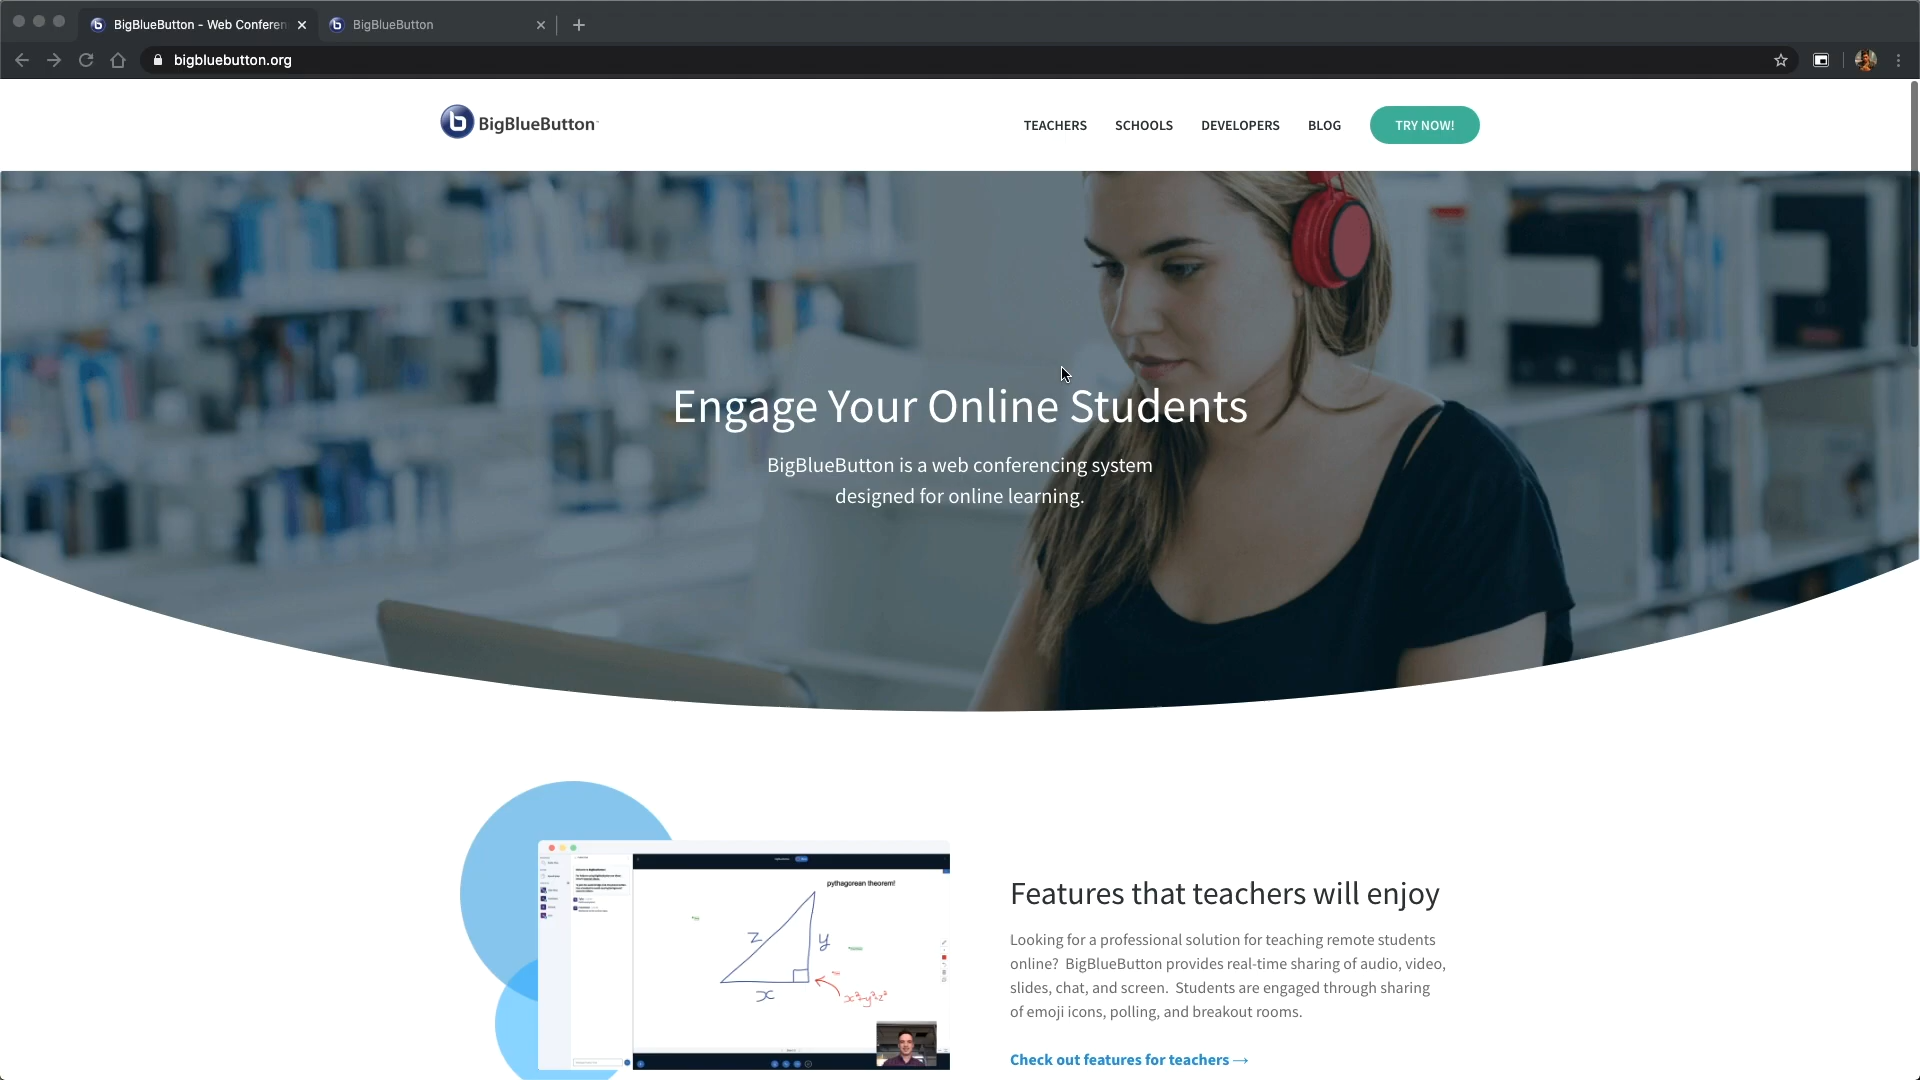 BigBlueButton - Web Conferen
BigBlueButton
bigbluebutton.org
BigBlueButton
TEACHERS
SCHOOLS
DEVELOPERS
BLOG
TRY NOW!
Engage Your Online Students
BigBlueButton is a web conferencing system
designed for online learning.
pythagorean theorem!
z
y
x
x²+y²=z²
Features that teachers will enjoy
Looking for a professional solution for teaching remote students
online? BigBlueButton provides real-time sharing of audio, video,
slides, chat, and screen. Students are engaged through sharing
of emoji icons, polling, and breakout rooms.
Check out features for teachers →